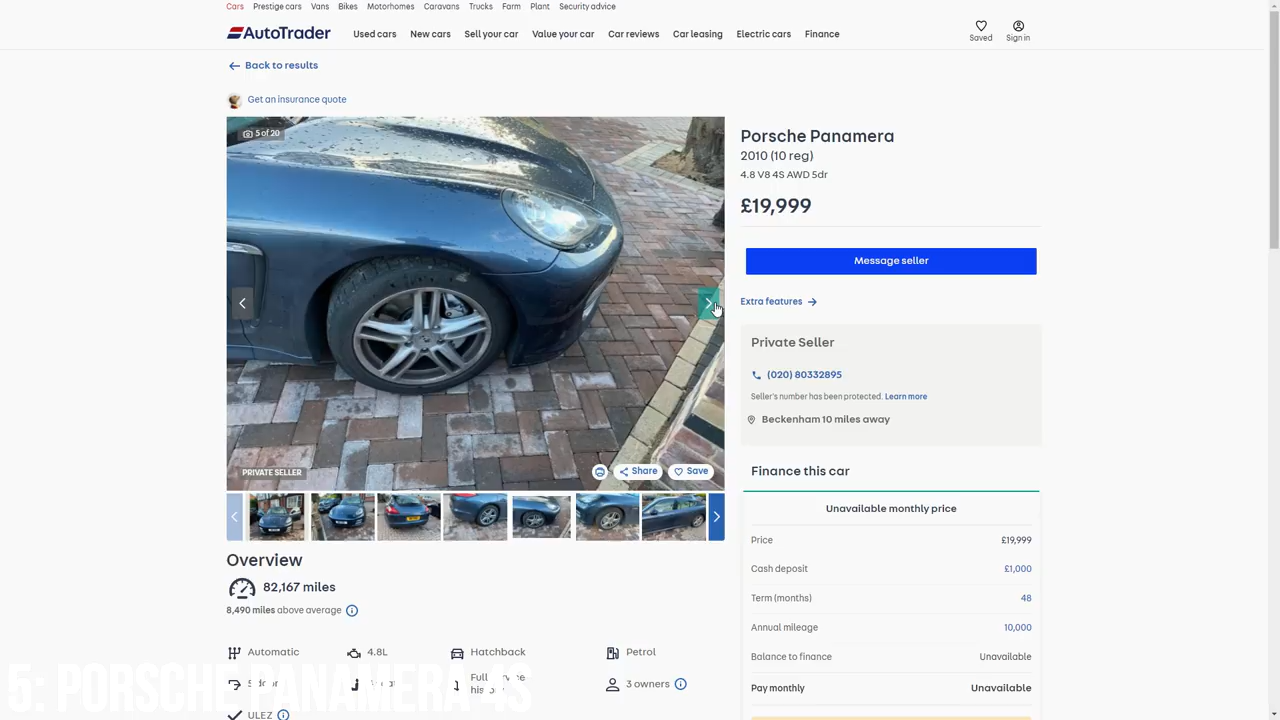 Cars Prestige cars Vans Bikes Motorhomes Caravans Trucks Farm Plant Security advice
AutoTrader Used cars New cars Sell your car Value your car Car reviews Car leasing Electric cars Finance Saved Sign in
Back to results
Get an insurance quote
5 of 20
PRIVATE SELLER
Share Save
Porsche Panamera
2010 (10 reg)
4.8 V8 4S AWD 5dr
£19,999
Message seller
Extra features
Private Seller
(020) 80332895
Seller's number has been protected. Learn more
Beckenham 10 miles away
Finance this car
Unavailable monthly price
Price £19,999
Cash deposit £1,000
Term (months) 48
Annual mileage 10,000
Balance to finance Unavailable
Pay monthly Unavailable
Overview
82,167 miles
8,490 miles above average
Automatic 4.8L Hatchback Petrol
3 owners
ULEZ
5: PORSCHE PANAMERA 4S